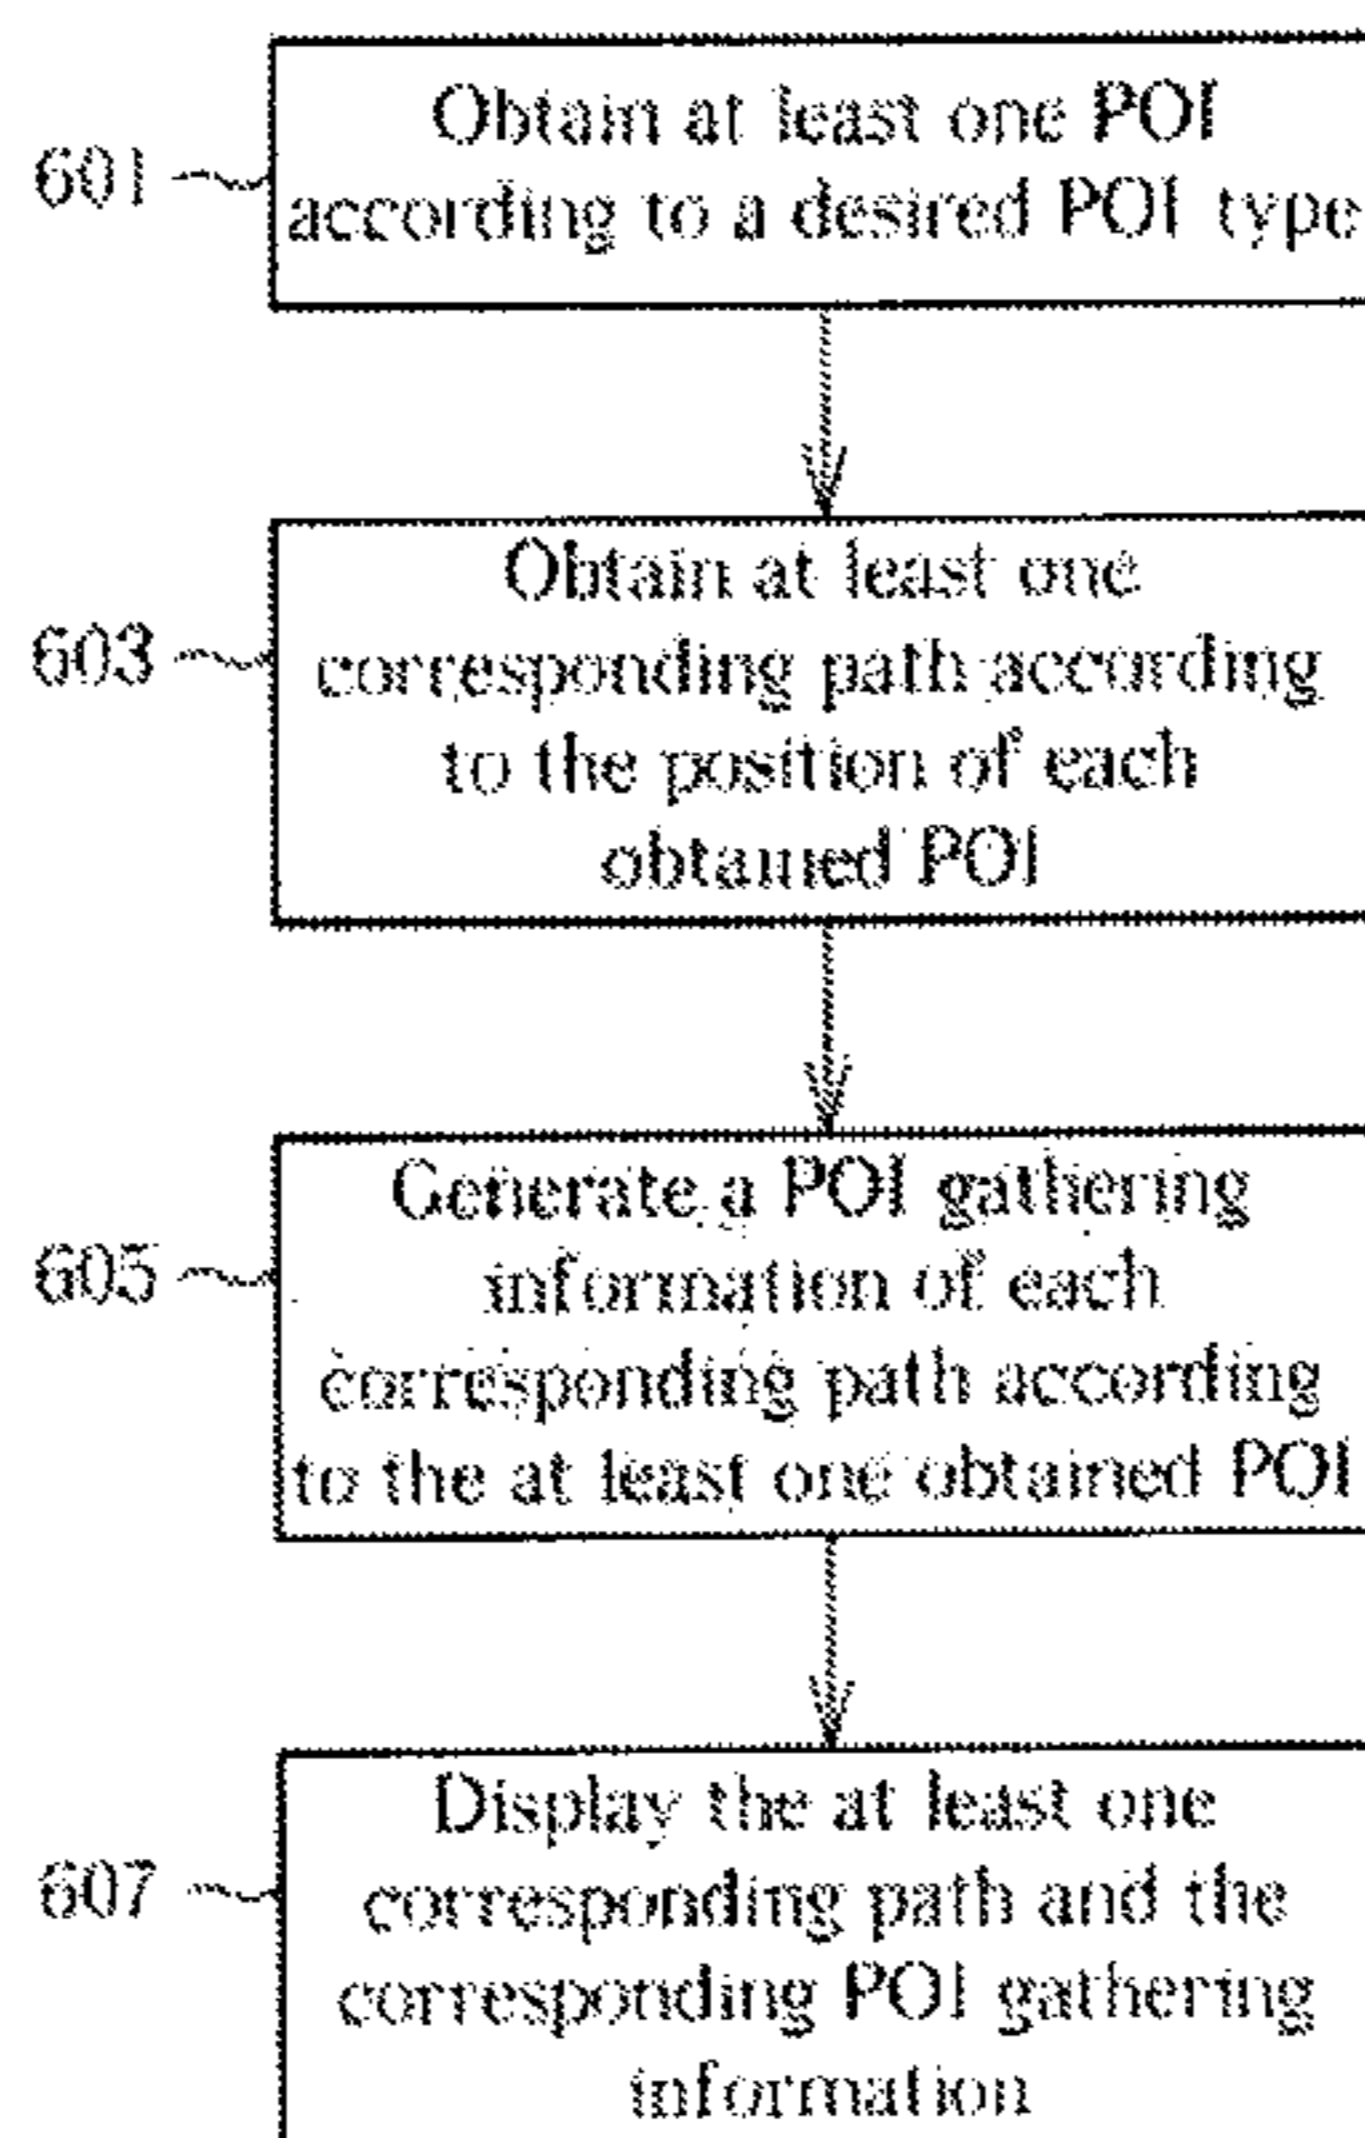 Obtain at least one POI
601
according to a desired POI type
Obtain at least one
603
corresponding path according
to the position of each
obtained POI
Generate a POI gathering
605
information of each
corresponding path according
to the at least one obtained POI
Display the at least one
607
corresponding path and the
corresponding POI gathering
information